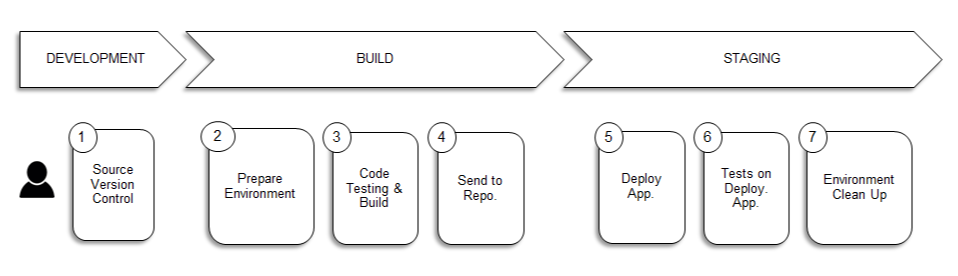 DEVELOPMENT
BUILD
STAGING
1
Source
Version
Control
2
Prepare
Environment
3
Code
Testing &
Build
4
Send to
Repo.
5
Deploy
App.
6
Tests on
Deploy.
App.
7
Environment
Clean Up